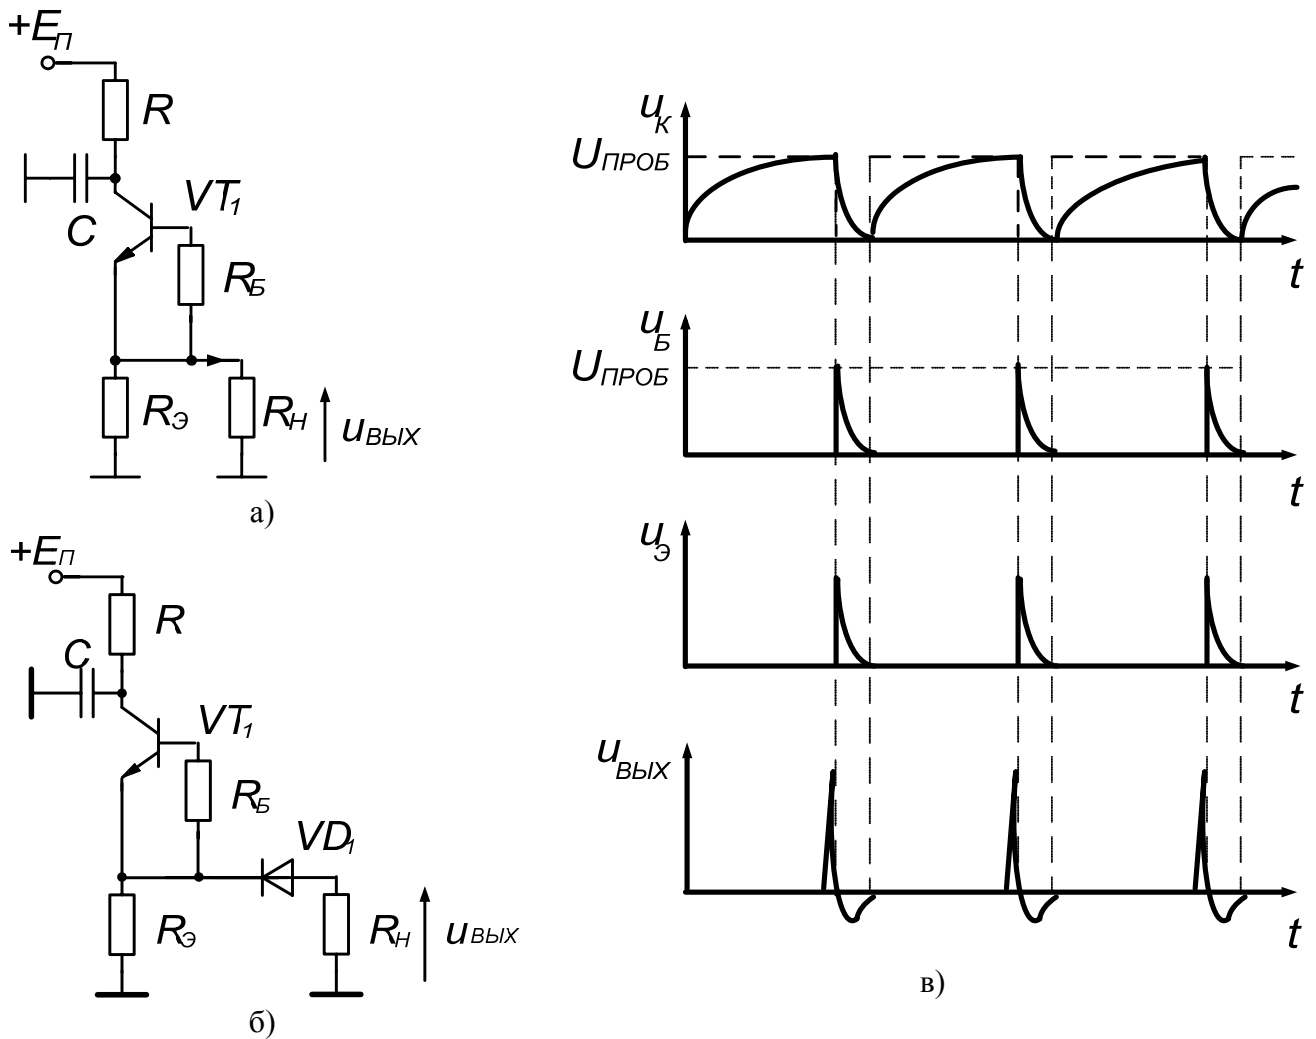 +EП
R
C
VT1
RБ
RЭ
RН
uВЫХ
а)
+EП
R
C
VT1
RБ
VD1
RЭ
RН
uВЫХ
б)
uК
UПРОБ
t
uБ
UПРОБ
t
uЭ
t
uВЫХ
t
в)